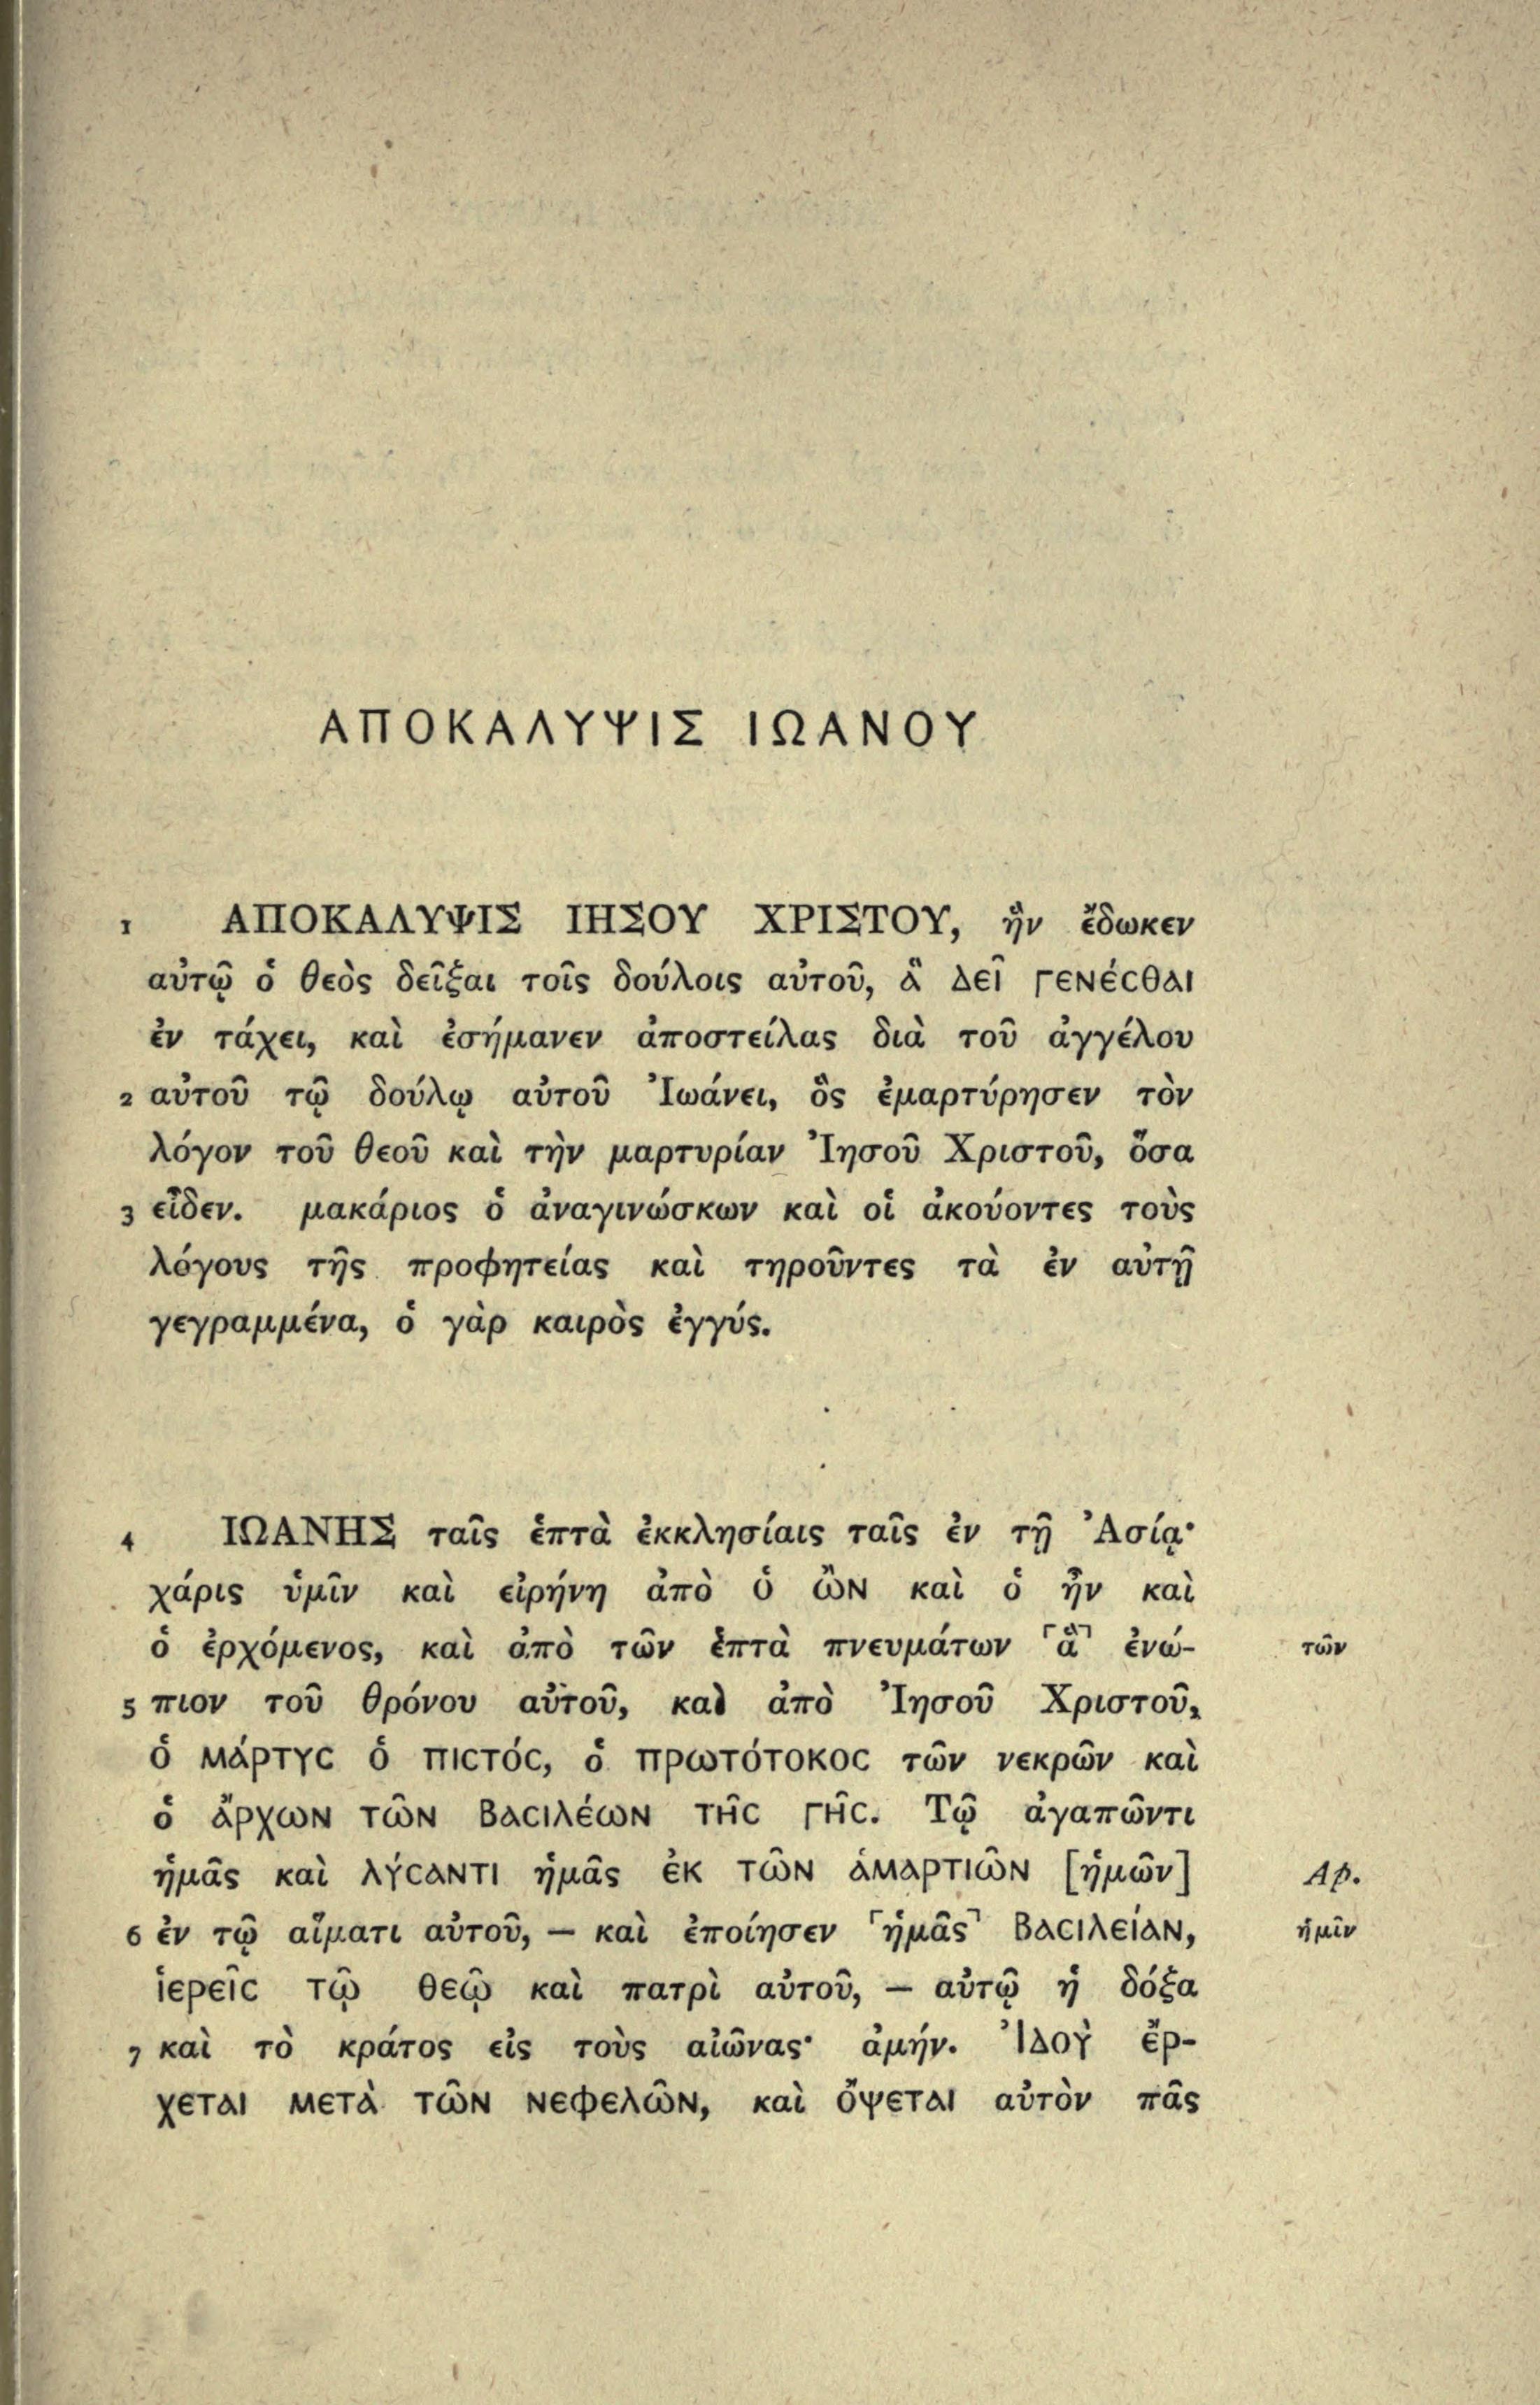 ΑΠΟΚΑΛΥΨΙΣ ΙΩΑΝΟΥ
1 ΑΠΟΚΑΛΥΨΙΣ ΙΗΣΟΥ ΧΡΙΣΤΟΥ, ἣν ἔδωκεν
αὐτῷ ὁ θεὸς δεῖξαι τοῖς δούλοις αὐτοῦ, ἃ δεῖ γενέσθαι
ἐν τάχει, καὶ ἐσήμανεν ἀποστείλας διὰ τοῦ ἀγγέλου
2 αὐτοῦ τῷ δούλῳ αὐτοῦ Ἰωάνει, ὃς ἐμαρτύρησεν τὸν
λόγον τοῦ θεοῦ καὶ τὴν μαρτυρίαν Ἰησοῦ Χριστοῦ, ὅσα
3 εἶδεν. μακάριος ὁ ἀναγινώσκων καὶ οἱ ἀκούοντες τοὺς
λόγους τῆς προφητείας καὶ τηροῦντες τὰ ἐν αὐτῇ
γεγραμμένα, ὁ γὰρ καιρὸς ἐγγύς.
4 ΙΩΑΝΗΣ ταῖς ἑπτὰ ἐκκλησίαις ταῖς ἐν τῇ Ἀσίᾳ·
χάρις ὑμῖν καὶ εἰρήνη ἀπὸ ὁ ὢν καὶ ὁ ἦν καὶ
ὁ ἐρχόμενος, καὶ ἀπὸ τῶν ἑπτὰ πνευμάτων ⌜ἃ⌝ ἐνώ- τῶν
5 πιον τοῦ θρόνου αὐτοῦ, καὶ ἀπὸ Ἰησοῦ Χριστοῦ,
ὁ μάρτυς ὁ πιστός, ὁ πρωτότοκος τῶν νεκρῶν καὶ
ὁ ἄρχων τῶν βασιλέων τῆς γῆς. Τῷ ἀγαπῶντι
ἡμᾶς καὶ λύσαντι ἡμᾶς ἐκ τῶν ἁμαρτιῶν [ἡμῶν] Ap.
6 ἐν τῷ αἵματι αὐτοῦ, — καὶ ἐποίησεν ⌜ἡμᾶς⌝ βασιλείαν, ἡμῖν
ἱερεῖς τῷ θεῷ καὶ πατρὶ αὐτοῦ, — αὐτῷ ἡ δόξα
7 καὶ τὸ κράτος εἰς τοὺς αἰῶνας· ἀμήν. Ἰδοὺ ἔρ-
χεται μετὰ τῶν νεφελῶν, καὶ ὄψεται αὐτὸν πᾶς